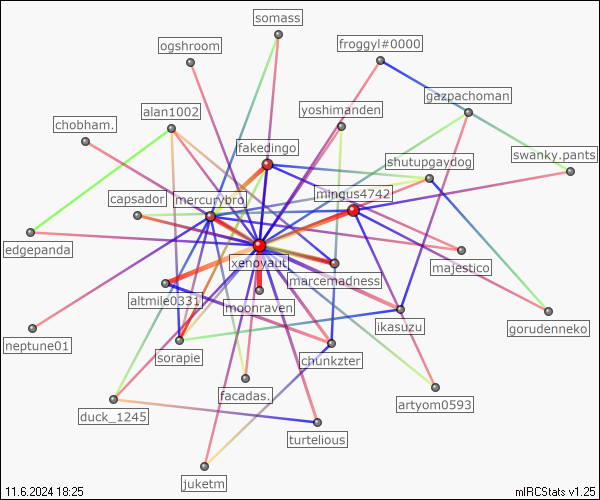 somass
ogshroom
froggyl#0000
gazpachoman
alan1002
yoshimanden
chobham.
fakedingo
shutupgaydog
swanky.pants
capsador
mercurybro
mingus4742
edgepanda
xenoyaut
majestico
marcemadness
altmile0331
moonraven
ikasuzu
gorudenneko
neptune01
sorapie
chunkzter
facadas.
artyom0593
duck_1245
turtelious
juketm
11.6.2024 18:25
mIRCStats v1.25